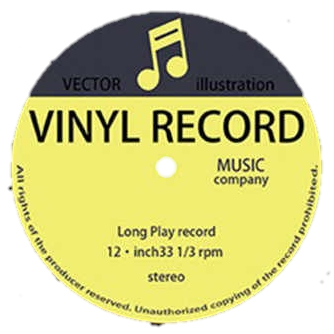 VECTOR illustration
VINYL RECORD
MUSIC
company
Long Play record
12 • inch33 1/3 rpm
stereo
All rights of the producer reserved. Unauthorized copying of the record prohibited.